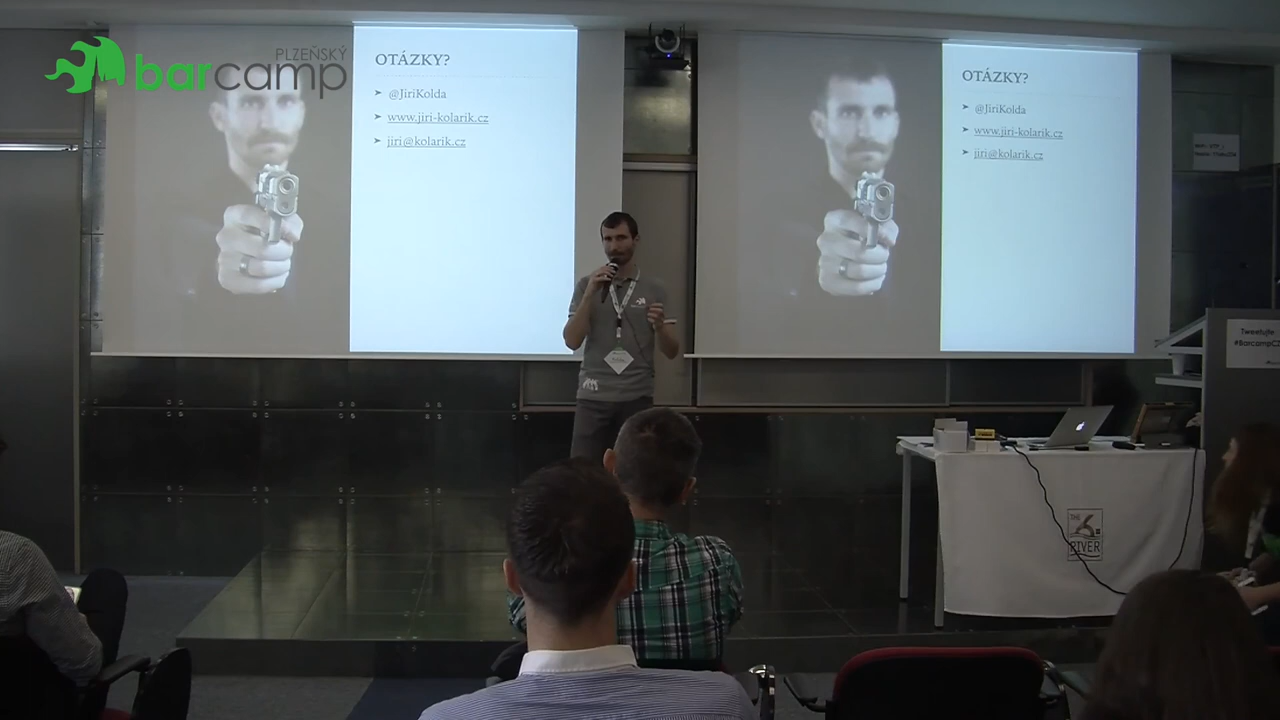 PLZEŇSKÝ
barcamp
OTÁZKY?
@JiriKolda
www.jiri-kolarik.cz
jiri@kolarik.cz
OTÁZKY?
@JiriKolda
www.jiri-kolarik.cz
jiri@kolarik.cz
Tweetujte
#BarcampCZ
THE
RIVER